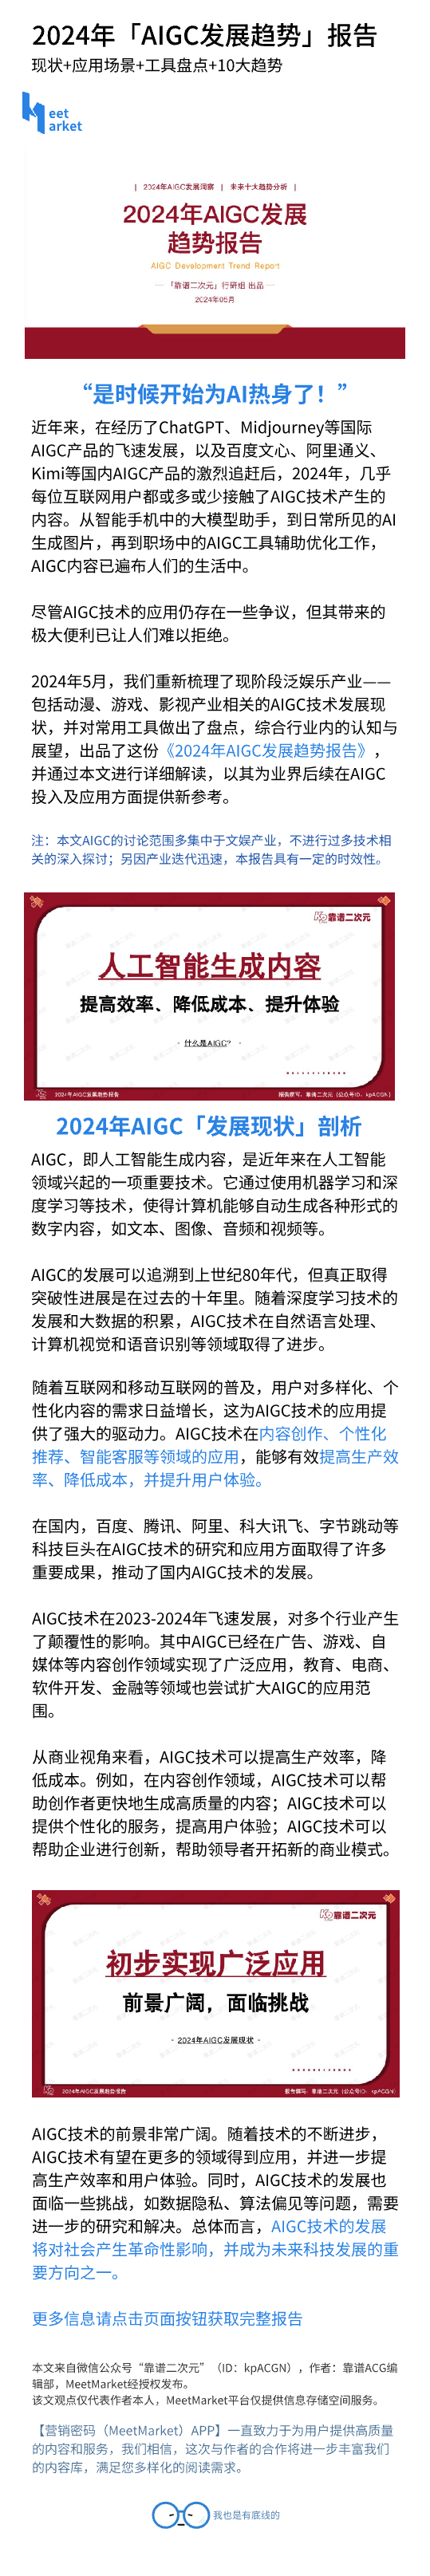 2024年「AIGC发展趋势」报告
现状+应用场景+工具盘点+10大趋势
Meet
Market
| 2024年AIGC发展洞察 | 未来十大趋势分析 |
2024年AIGC发展
趋势报告
AIGC Development Trend Report
「靠谱二次元」行研组 出品
2024年05月
“是时候开始为AI热身了！”
近年来，在经历了ChatGPT、Midjourney等国际
AIGC产品的飞速发展，以及百度文心、阿里通义、
Kimi等国内AIGC产品的激烈追赶后，2024年，几乎
每位互联网用户都或多或少接触了AIGC技术产生的
内容。从智能手机中的大模型助手，到日常所见的AI
生成图片，再到职场中的AIGC工具辅助优化工作，
AIGC内容已遍布人们的生活中。
尽管AIGC技术的应用仍存在一些争议，但其带来的
极大便利已让人们难以拒绝。
2024年5月，我们重新梳理了现阶段泛娱乐产业——
包括动漫、游戏、影视产业相关的AIGC技术发展现
状，并对常用工具做出了盘点，综合行业内的认知与
展望，出品了这份《2024年AIGC发展趋势报告》，
并通过本文进行详细解读，以其为业界后续在AIGC
投入及应用方面提供新参考。
注：本文AIGC的讨论范围多集中于文娱产业，不进行过多技术相
关的深入探讨；另因产业迭代迅速，本报告具有一定的时效性。
靠谱二次元
人工智能生成内容
提高效率、降低成本、提升体验
- 什么是AIGC? -
2024年AIGC发展趋势报告
报告撰写：靠谱二次元（公众号ID：kpACGN）
2024年AIGC「发展现状」剖析
AIGC，即人工智能生成内容，是近年来在人工智能
领域兴起的一项重要技术。它通过使用机器学习和深
度学习等技术，使得计算机能够自动生成各种形式的
数字内容，如文本、图像、音频和视频等。
AIGC的发展可以追溯到上世纪80年代，但真正取得
突破性进展是在过去的十年里。随着深度学习技术的
发展和大数据的积累，AIGC技术在自然语言处理、
计算机视觉和语音识别等领域取得了进步。
随着互联网和移动互联网的普及，用户对多样化、个
性化内容的需求日益增长，这为AIGC技术的应用提
供了强大的驱动力。AIGC技术在内容创作、个性化
推荐、智能客服等领域的应用，能够有效提高生产效
率、降低成本，并提升用户体验。
在国内，百度、腾讯、阿里、科大讯飞、字节跳动等
科技巨头在AIGC技术的研究和应用方面取得了许多
重要成果，推动了国内AIGC技术的发展。
AIGC技术在2023-2024年飞速发展，对多个行业产生
了颠覆性的影响。其中AIGC已经在广告、游戏、自
媒体等内容创作领域实现了广泛应用，教育、电商、
软件开发、金融等领域也尝试扩大AIGC的应用范
围。
从商业视角来看，AIGC技术可以提高生产效率，降
低成本。例如，在内容创作领域，AIGC技术可以帮
助创作者更快地生成高质量的内容；AIGC技术可以
提供个性化的服务，提高用户体验；AIGC技术可以
帮助企业进行创新，帮助领导者开拓新的商业模式。
靠谱二次元
初步实现广泛应用
前景广阔，面临挑战
- 2024年AIGC发展现状 -
2024年AIGC发展趋势报告
报告撰写：靠谱二次元（公众号ID：kpACGN）
AIGC技术的前景非常广阔。随着技术的不断进步，
AIGC技术有望在更多的领域得到应用，并进一步提
高生产效率和用户体验。同时，AIGC技术的发展也
面临一些挑战，如数据隐私、算法偏见等问题，需要
进一步的研究和解决。总体而言，AIGC技术的发展
将对社会产生革命性影响，并成为未来科技发展的重
要方向之一。
更多信息请点击页面按钮获取完整报告
本文来自微信公众号“靠谱二次元”（ID：kpACGN），作者：靠谱ACG编
辑部，MeetMarket经授权发布。
该文观点仅代表作者本人，MeetMarket平台仅提供信息存储空间服务。
【营销密码（MeetMarket）APP】一直致力于为用户提供高质量
的内容和服务，我们相信，这次与作者的合作将进一步丰富我们
的内容库，满足您多样化的阅读需求。
我也是有底线的